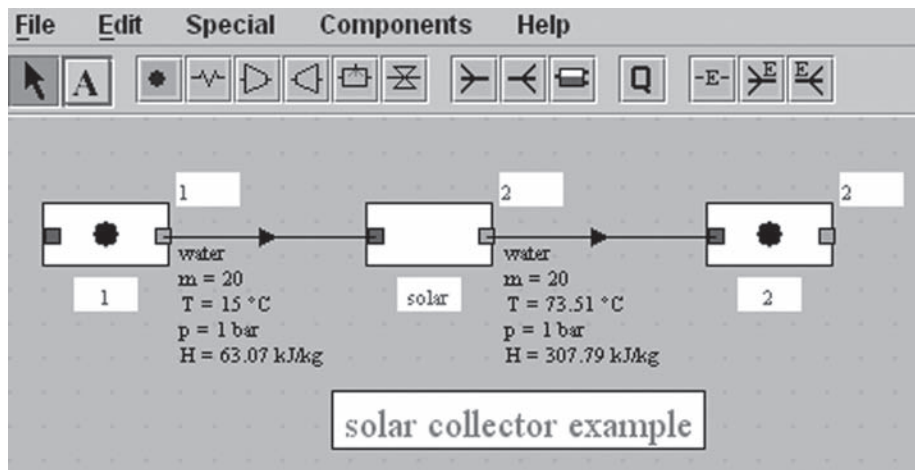 File Edit Special Components Help
A Q -E- E E
1 2 2
water
m = 20
T = 15 °C
p = 1 bar
H = 63.07 kJ/kg
water
m = 20
T = 73.51 °C
p = 1 bar
H = 307.79 kJ/kg
1 solar 2
solar collector example